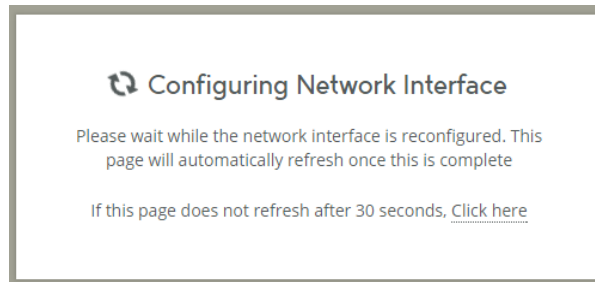 Configuring Network Interface
Please wait while the network interface is reconfigured. This
page will automatically refresh once this is complete
If this page does not refresh after 30 seconds, Click here